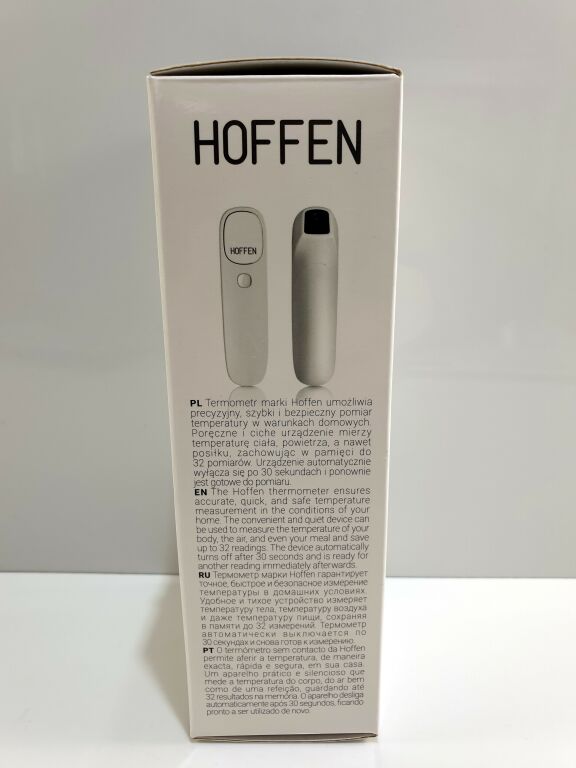 HOFFEN
HOFFEN
PL Termometr marki Hoffen umożliwia
precyzyjny, szybki i bezpieczny pomiar
temperatury w warunkach domowych.
Poręczne i ciche urządzenie mierzy
temperaturę ciała, powietrza, a nawet
posiłku, zachowując w pamięci do
32 pomiarów. Urządzenie automatycznie
wyłącza się po 30 sekundach i ponownie
jest gotowe do pomiaru.
EN The Hoffen thermometer ensures
accurate, quick, and safe temperature
measurement in the conditions of your
home. The convenient and quiet device can
be used to measure the temperature of your
body, the air, and even your meal and save
up to 32 readings. The device automatically
turns off after 30 seconds and is ready for
another reading immediately afterwards.
RU Термометр марки Hoffen гарантирует
точное, быстрое и безопасное измерение
температуры в домашних условиях.
Удобное и тихое устройство измеряет
температуру тела, температуру воздуха
и даже температуру пищи, сохраняя
в памяти до 32 измерений. Термометр
автоматически выключается по
30 секундах и снова готов к измерению.
PT O termômetro sem contacto da Hoffen
permite aferir a temperatura, de maneira
exacta, rápida e segura, em sua casa.
Um aparelho prático e silencioso que
mede a temperatura do corpo, do ar bem
como de uma refeição, guardando até
32 resultados na memória. O aparelho desliga
automaticamente após 30 segundos, ficando
pronto a ser utilizado de novo.